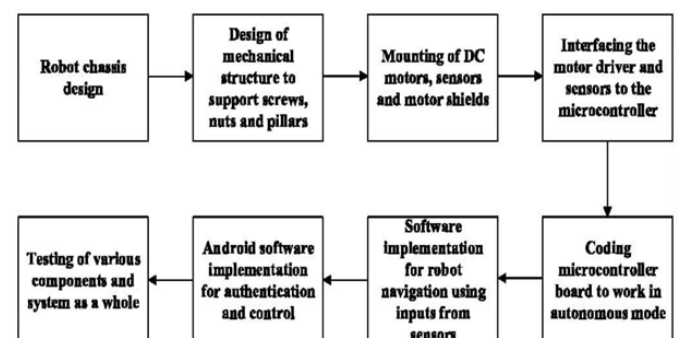 Robot chassis
design
Design of
mechanical
structure to
support screws,
nuts and pillars
Mounting of DC
motors, sensors
and motor shields
Interfacing the
motor driver and
sensors to the
microcontroller
Coding
microcontroller
board to work in
autonomous mode
Software
implementation
for robot
navigation using
inputs from
sensors
Android software
implementation
for authentication
and control
Testing of various
components and
system as a whole